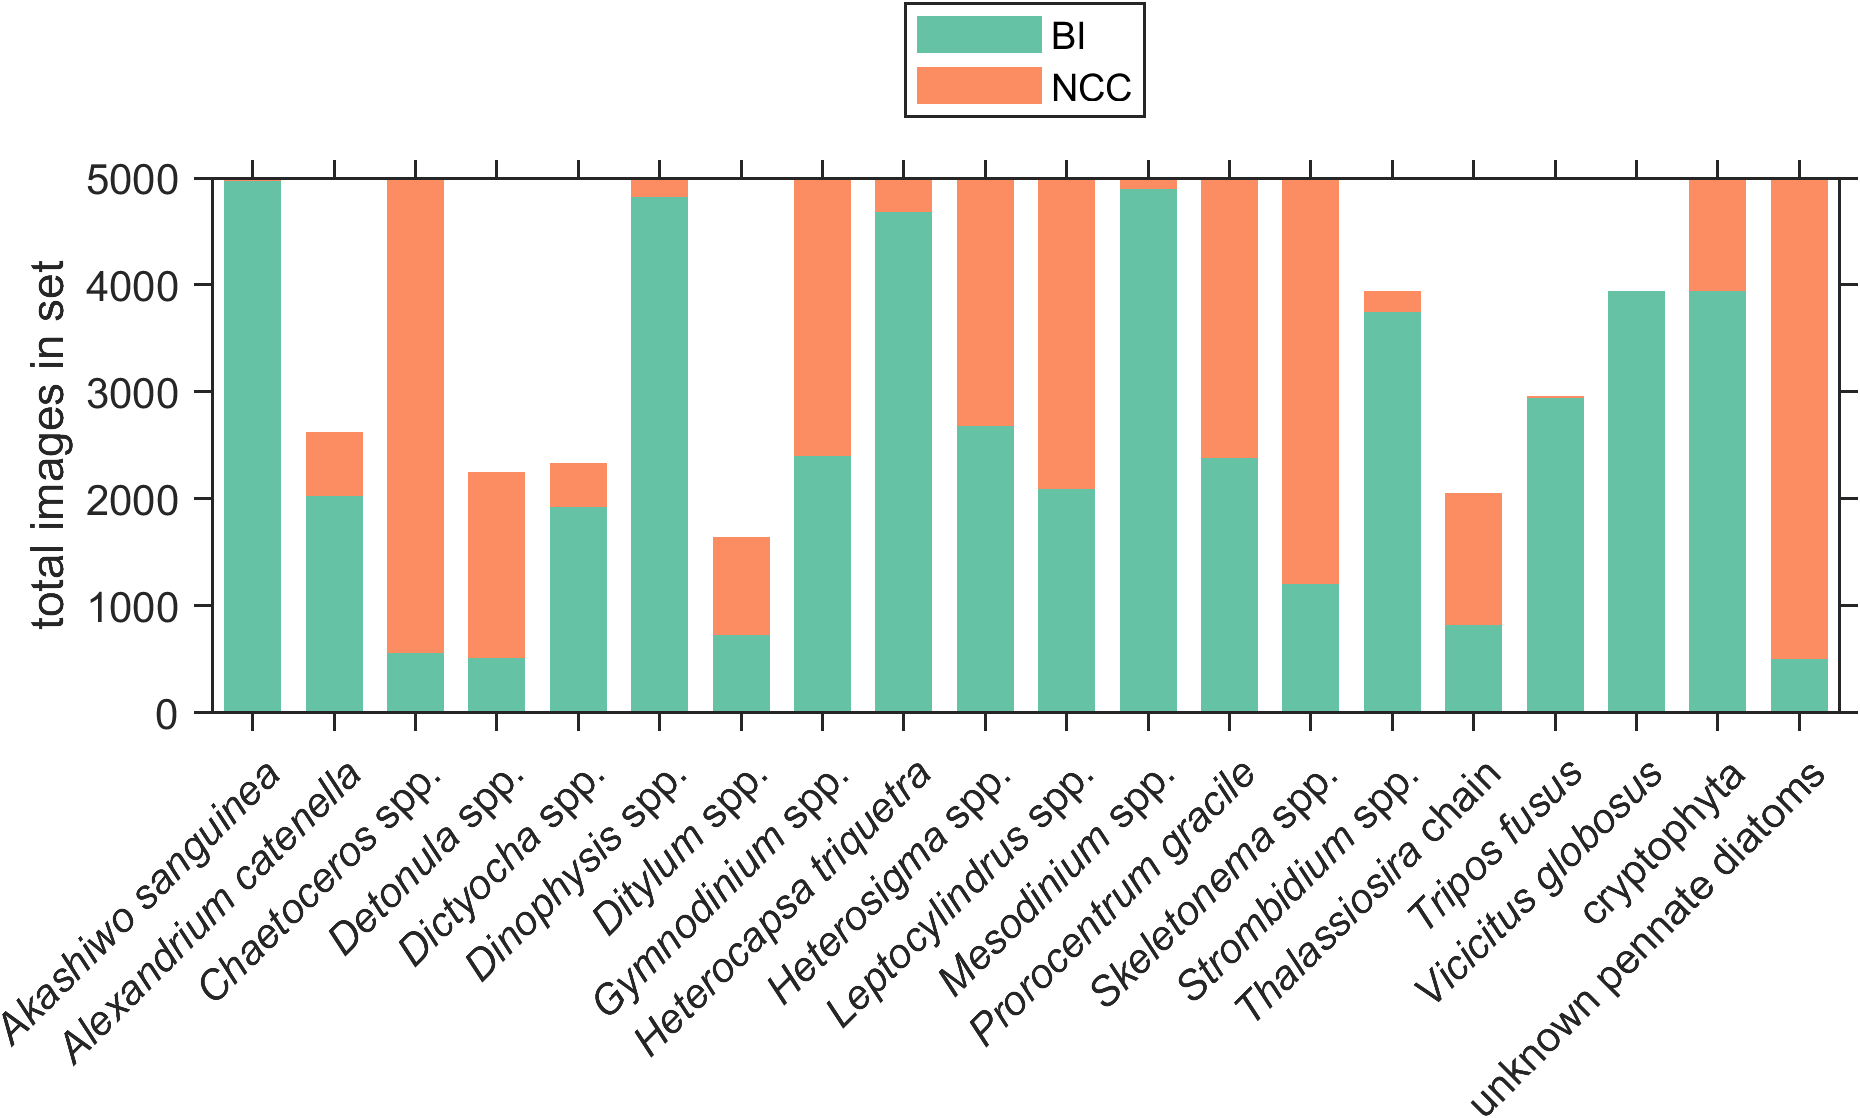 BI
NCC
total images in set
5000
4000
3000
2000
1000
0
Akashiwo sanguinea
Alexandrium catenella
Chaetoceros spp.
Detonula spp.
Dictyocha spp.
Dinophysis spp.
Ditylum spp.
Gymnodinium spp.
Heterocapsa triquetra
Heterosigma spp.
Leptocylindrus spp.
Mesodinium spp.
Prorocentrum gracile
Skeletonema spp.
Strombidium spp.
Thalassiosira chain
Tripos fusus
Vicicitus globosus
cryptophyta
unknown pennate diatoms